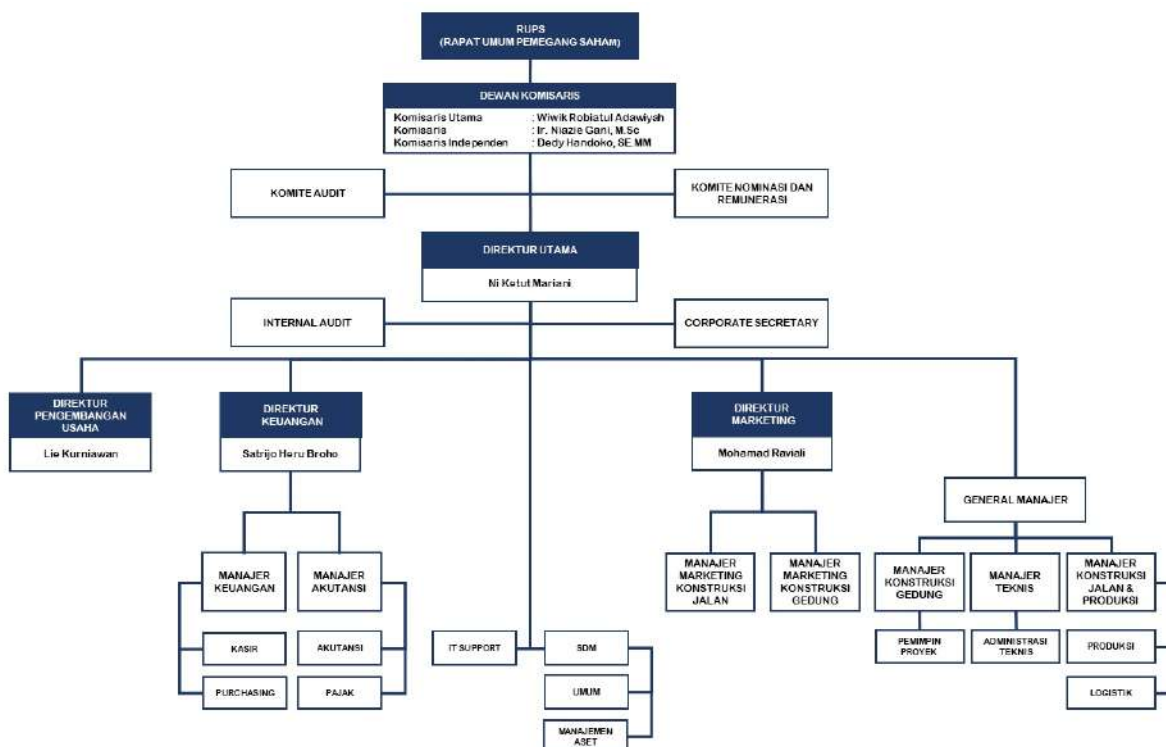 RUPS
(RAPAT UMUM PEMEGANG SAHAM)
DEWAN KOMISARIS
Komisaris Utama : Wiwik Robiatul Adawiyah
Komisaris : Ir. Niazie Gani, M.Sc
Komisaris Independen : Dedy Handoko, SE.MM
KOMITE AUDIT
KOMITE NOMINASI DAN
REMUNERASI
DIREKTUR UTAMA
Ni Ketut Mariani
INTERNAL AUDIT
CORPORATE SECRETARY
DIREKTUR
PENGEMBANGAN
USAHA
Lie Kurniawan
DIREKTUR
KEUANGAN
Satrijo Heru Broho
DIREKTUR
MARKETING
Mohamad Raviali
GENERAL MANAJER
MANAJER
KEUANGAN
MANAJER
AKUTANSI
MANAJER
MARKETING
KONSTRUKSI
JALAN
MANAJER
MARKETING
KONSTRUKSI
GEDUNG
MANAJER
KONSTRUKSI
GEDUNG
MANAJER
TEKNIS
MANAJER
KONSTRUKSI
JALAN &
PRODUKSI
KASIR
AKUTANSI
IT SUPPORT
SDM
PEMIMPIN
PROYEK
ADMINISTRASI
TEKNIS
PRODUKSI
PURCHASING
PAJAK
UMUM
LOGISTIK
MANAJEMEN
ASET